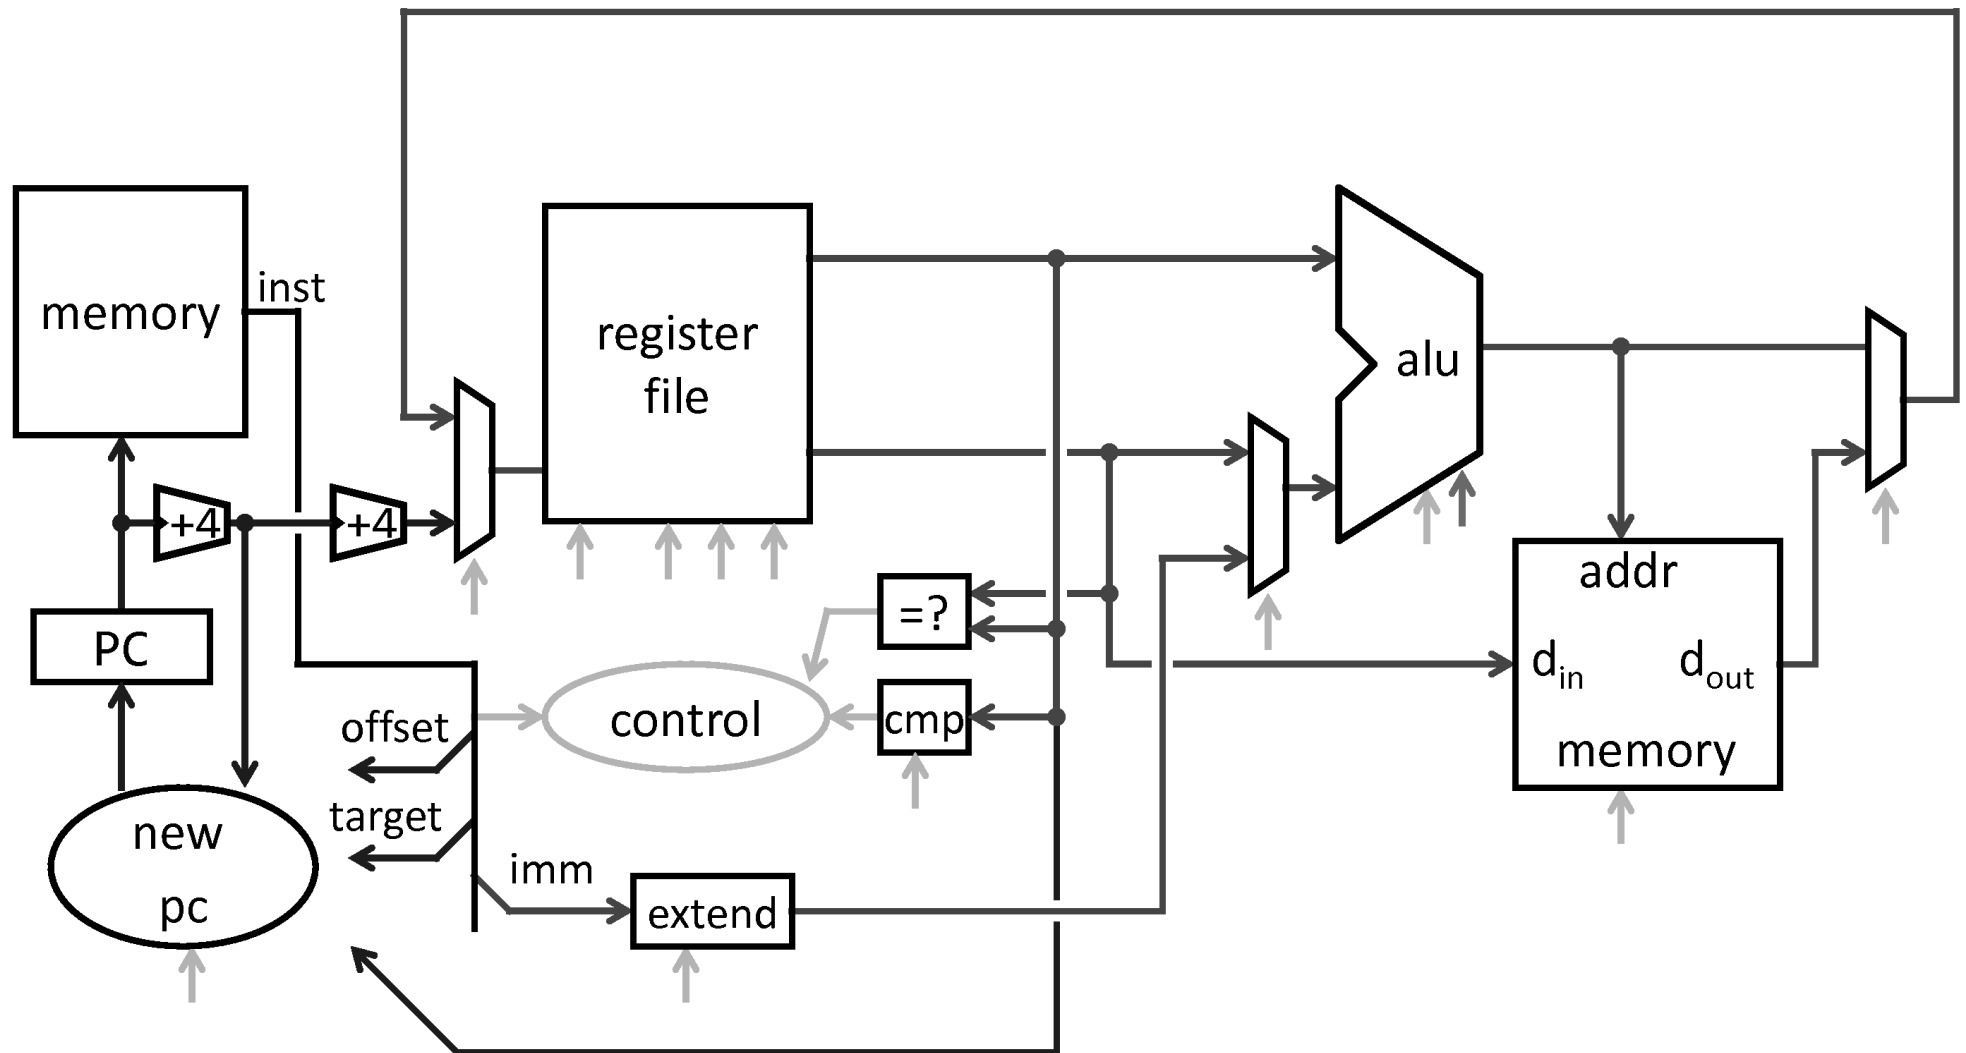 memory
inst
+4
+4
PC
new
pc
register
file
alu
=?
cmp
control
offset
target
imm
extend
addr
din
dout
memory